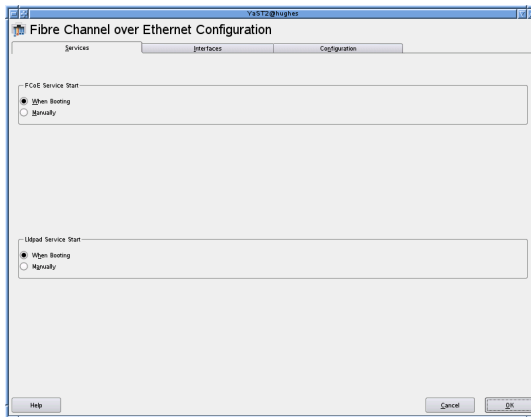 YaST2@hughes
Fibre Channel over Ethernet Configuration
Services Interfaces Configuration
FCoE Service Start
When Booting
Manually
Lldpad Service Start
When Booting
Manually
Help Cancel OK